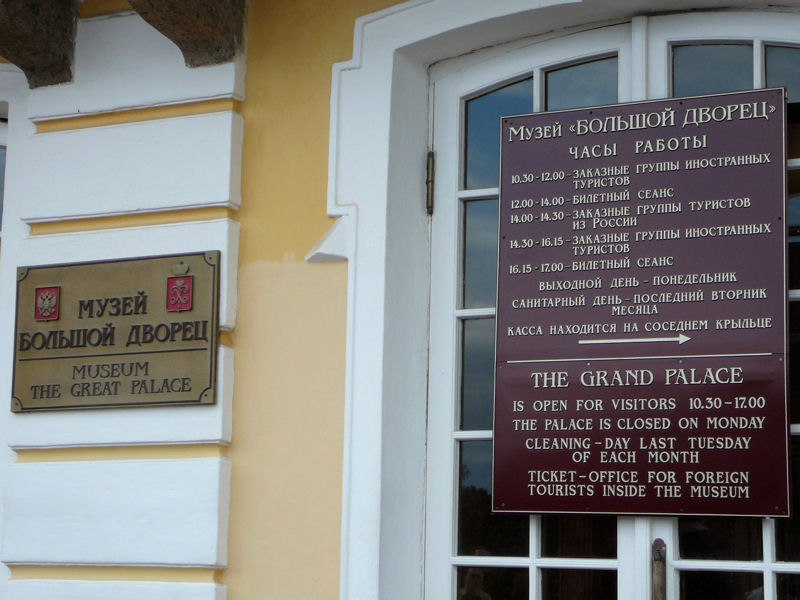 МУЗЕЙ
БОЛЬШОЙ ДВОРЕЦ
MUSEUM
THE GREAT PALACE
МУЗЕЙ «БОЛЬШОЙ ДВОРЕЦ»
ЧАСЫ РАБОТЫ
10.30-12.00-ЗАКАЗНЫЕ ГРУППЫ ИНОСТРАННЫХ
ТУРИСТОВ
12.00-14.00-БИЛЕТНЫЙ СЕАНС
14.00-14.30-ЗАКАЗНЫЕ ГРУППЫ ТУРИСТОВ
ИЗ РОССИИ
14.30-16.15-ЗАКАЗНЫЕ ГРУППЫ ИНОСТРАННЫХ
ТУРИСТОВ
16.15-17.00-БИЛЕТНЫЙ СЕАНС
ВЫХОДНОЙ ДЕНЬ - ПОНЕДЕЛЬНИК
САНИТАРНЫЙ ДЕНЬ - ПОСЛЕДНИЙ ВТОРНИК
МЕСЯЦА
КАССА НАХОДИТСЯ НА СОСЕДНЕМ КРЫЛЬЦЕ
THE GRAND PALACE
IS OPEN FOR VISITORS 10.30-17.00
THE PALACE IS CLOSED ON MONDAY
CLEANING-DAY LAST TUESDAY
OF EACH MONTH
TICKET-OFFICE FOR FOREIGN
TOURISTS INSIDE THE MUSEUM